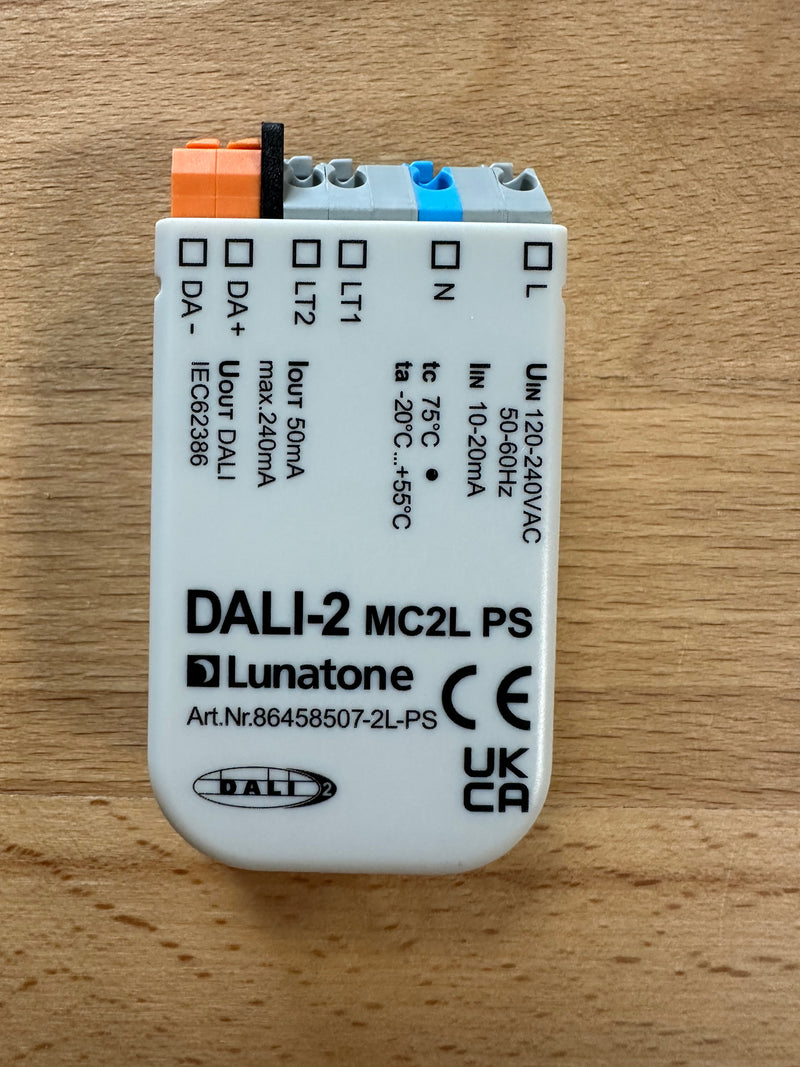 DA -
DA+
LT2
LT1
N
L
UIN 120-240VAC
50-60Hz
IIN 10-20mA
tc 75°C ●
ta -20°C...+55°C
IOUT 50mA
max.240mA
UOUT DALI
IEC62386
DALI-2 MC2L PS
Lunatone
Art.Nr.86458507-2L-PS
CE
UK
CA
DALI 2